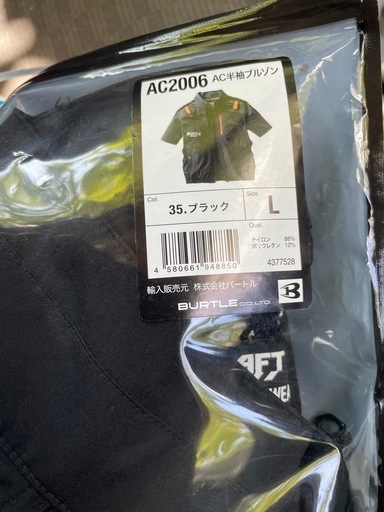 AC2006 AC半袖ブルゾン
Col.
35.ブラック
Size
L
Qual.
ナイロン 88%
ポリウレタン 12%
4 580661 948850
4377528
輸入販売元 株式会社バートル
BURTLE CO.LTD.
B
AFT
WEA